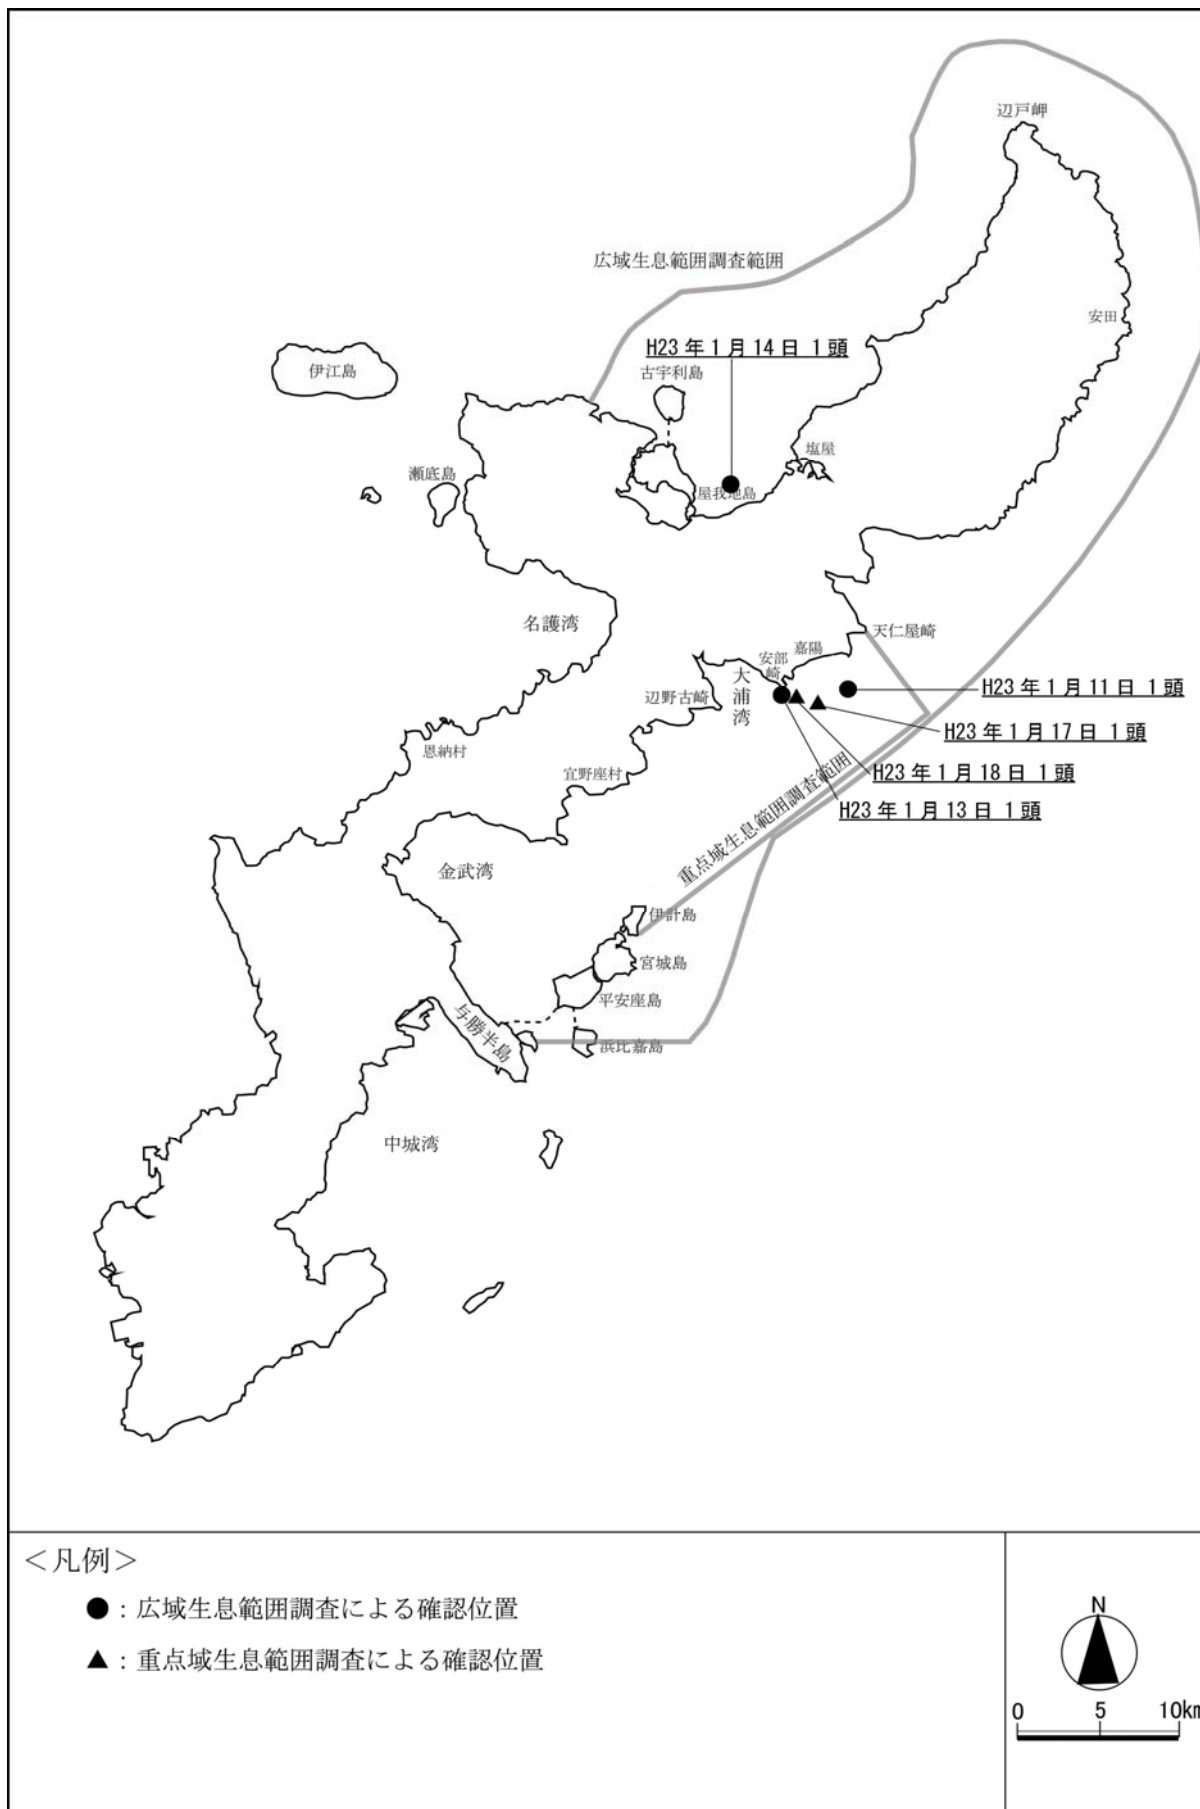 辺戸岬
広域生息範囲調査範囲
安田
H23 年 1 月 14 日 1 頭
伊江島
古宇利島
塩屋
瀬底島
屋我地島
名護湾
天仁屋崎
嘉陽
安部崎
大浦湾
辺野古崎
H23 年 1 月 11 日 1 頭
H23 年 1 月 17 日 1 頭
恩納村
宜野座村
H23 年 1 月 18 日 1 頭
H23 年 1 月 13 日 1 頭
重点域生息範囲調査範囲
金武湾
伊計島
宮城島
平安座島
与勝半島
浜比嘉島
中城湾
＜凡例＞
●：広域生息範囲調査による確認位置
▲：重点域生息範囲調査による確認位置
N
0 5 10km